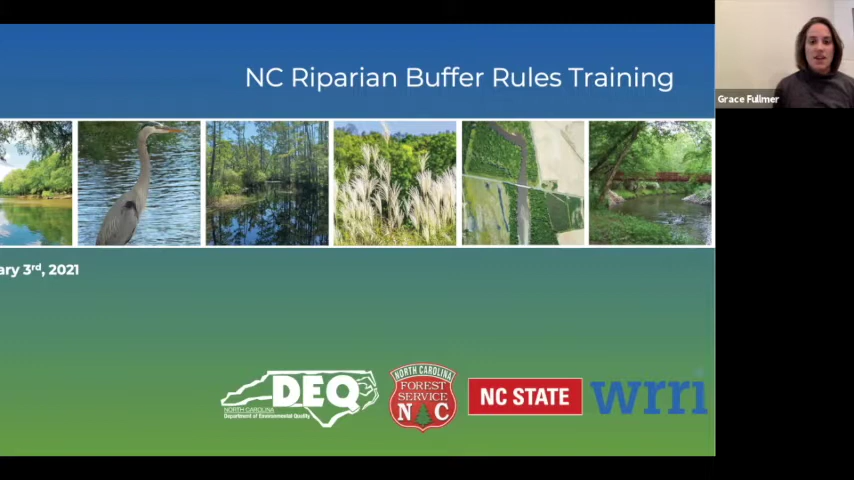 NC Riparian Buffer Rules Training
Grace Fullmer
ary 3rd, 2021
DEQ
NORTH CAROLINA
Department of Environmental Quality
NORTH CAROLINA
FOREST
SERVICE
N C
NC STATE
wrri